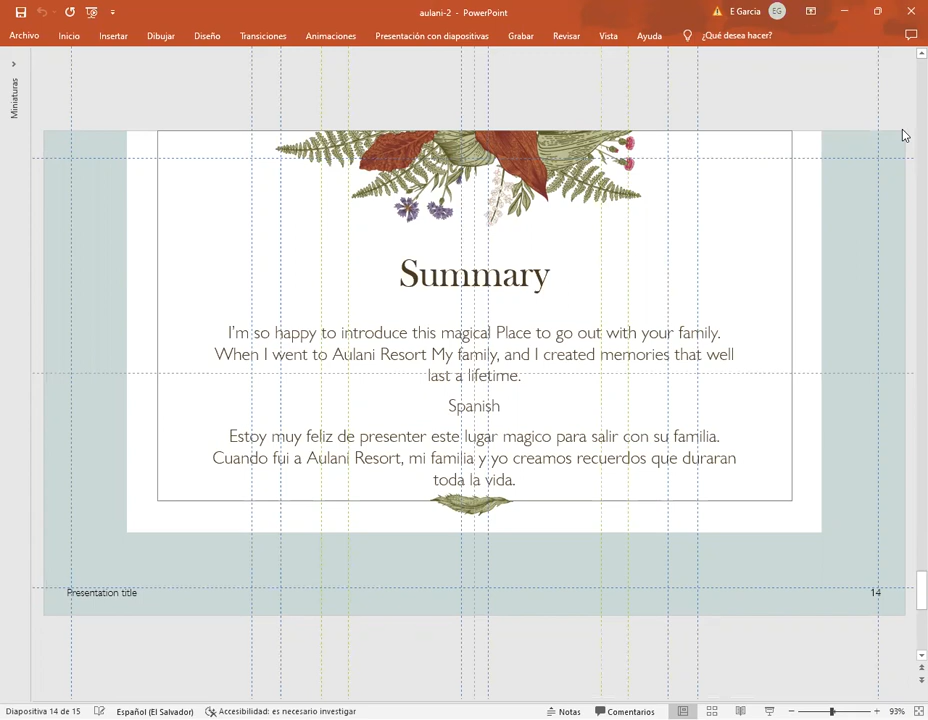 aulani-2 - PowerPoint
E Garcia
EG
Archivo Inicio Insertar Dibujar Diseño Transiciones Animaciones Presentación con diapositivas Grabar Revisar Vista Ayuda ¿Qué desea hacer?
Miniaturas
Summary
I'm so happy to introduce this magical Place to go out with your family.
When I went to Aulani Resort My family, and I created memories that well
last a lifetime.
Spanish
Estoy muy feliz de presenter este lugar magico para salir con su familia.
Cuando fui a Aulani Resort, mi familia y yo creamos recuerdos que duraran
toda la vida.
Presentation title
14
Diapositiva 14 de 15 Español (El Salvador) Accesibilidad: es necesario investigar Notas Comentarios 93%